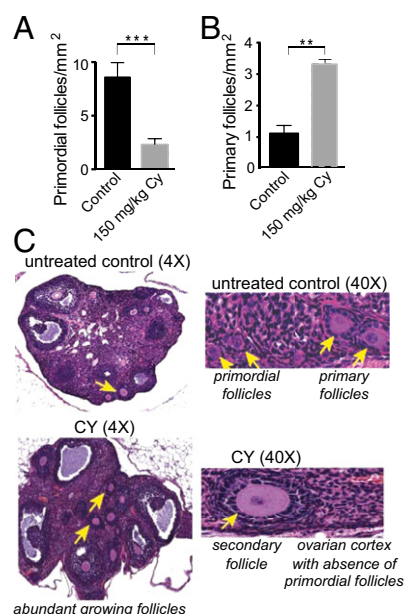 A
Primordial follicles/mm²
10
5
0
***
Control
150 mg/kg Cy
B
Primary follicles/mm²
4
3
2
1
0
**
Control
150 mg/kg Cy
C
untreated control (4X)
untreated control (40X)
primordial
follicles
primary
follicles
CY (4X)
abundant growing follicles
CY (40X)
secondary
follicle
ovarian cortex
with absence of
primordial follicles